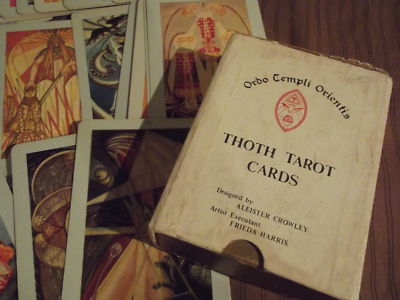 Ordo Templi Orientis
THOTH TAROT
CARDS
Designed by
ALEISTER CROWLEY
Artist Executant
FRIEDA HARRIS